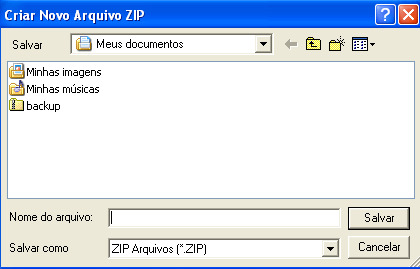 Criar Novo Arquivo ZIP
Salvar Meus documentos
Minhas imagens
Minhas músicas
backup
Nome do arquivo: Salvar
Salvar como ZIP Arquivos (*.ZIP) Cancelar